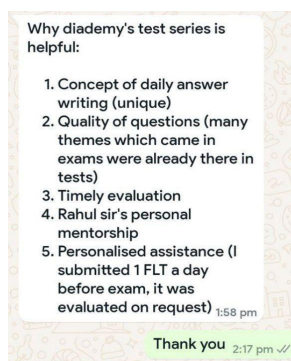 Why diademy's test series is
helpful:
1. Concept of daily answer
writing (unique)
2. Quality of questions (many
themes which came in
exams were already there in
tests)
3. Timely evaluation
4. Rahul sir's personal
mentorship
5. Personalised assistance (I
submitted 1 FLT a day
before exam, it was
evaluated on request) 1:58 pm
Thank you 2:17 pm